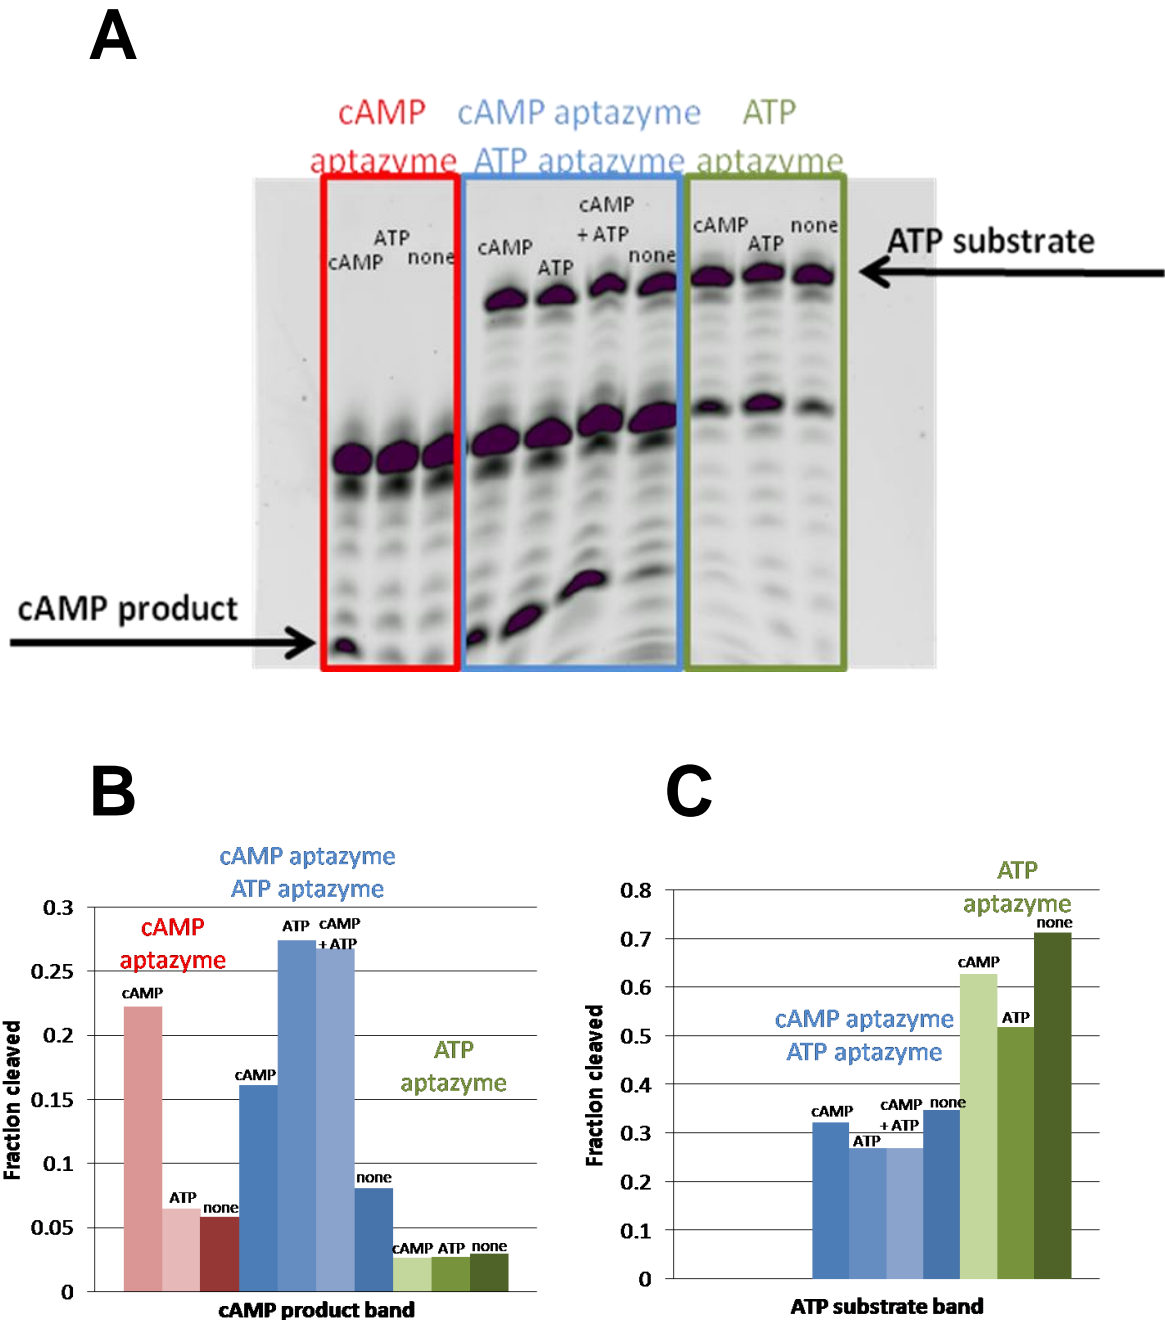 A
cAMP
aptazyme
cAMP aptazyme
ATP aptazyme
ATP
aptazyme
cAMP
ATP
none
cAMP
ATP
cAMP
+ ATP
none
cAMP
ATP
none
ATP substrate
cAMP product
B
cAMP aptazyme
ATP aptazyme
cAMP
aptazyme
ATP
aptazyme
Fraction cleaved
0.3
0.25
0.2
0.15
0.1
0.05
0
cAMP
ATP
none
cAMP
ATP
cAMP
+ ATP
none
cAMP
ATP
none
cAMP product band
C
ATP
aptazyme
cAMP aptazyme
ATP aptazyme
Fraction cleaved
0.8
0.7
0.6
0.5
0.4
0.3
0.2
0.1
0
cAMP
ATP
cAMP
+ ATP
none
cAMP
ATP
none
ATP substrate band